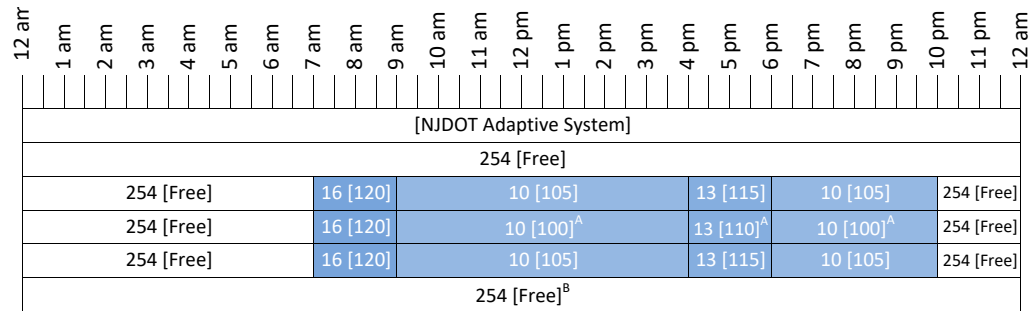 12 am 1 am 2 am 3 am 4 am 5 am 6 am 7 am 8 am 9 am 10 am 11 am 12 pm 1 pm 2 pm 3 pm 4 pm 5 pm 6 pm 7 pm 8 pm 9 pm 10 pm 11 pm 12 am
[NJDOT Adaptive System]
254 [Free]
254 [Free] 16 [120] 10 [105] 13 [115] 10 [105] 254 [Free]
254 [Free] 16 [120] 10 [100]ᴬ 13 [110]ᴬ 10 [100]ᴬ 254 [Free]
254 [Free] 16 [120] 10 [105] 13 [115] 10 [105] 254 [Free]
254 [Free]ᴮ